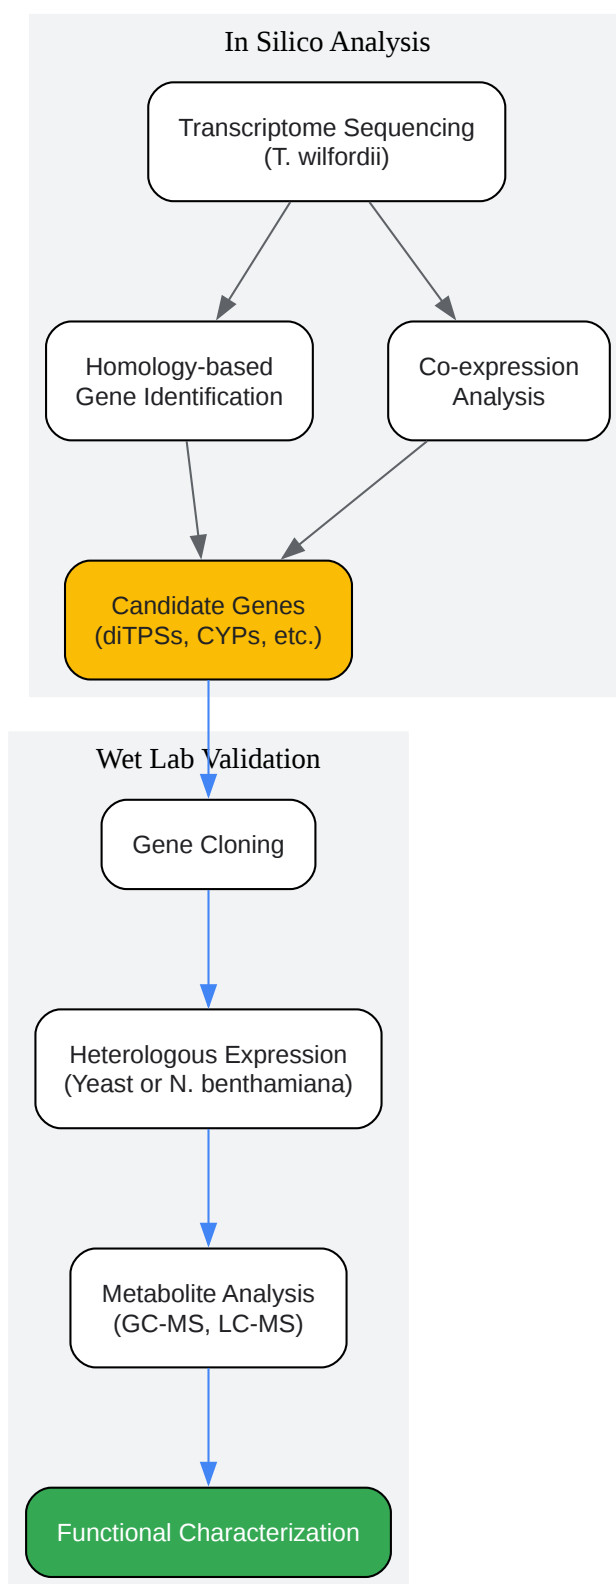 In Silico Analysis
Transcriptome Sequencing
(T. wilfordii)
Homology-based
Gene Identification
Co-expression
Analysis
Candidate Genes
(diTPSs, CYPs, etc.)
Wet Lab Validation
Gene Cloning
Heterologous Expression
(Yeast or N. benthamiana)
Metabolite Analysis
(GC-MS, LC-MS)
Functional Characterization